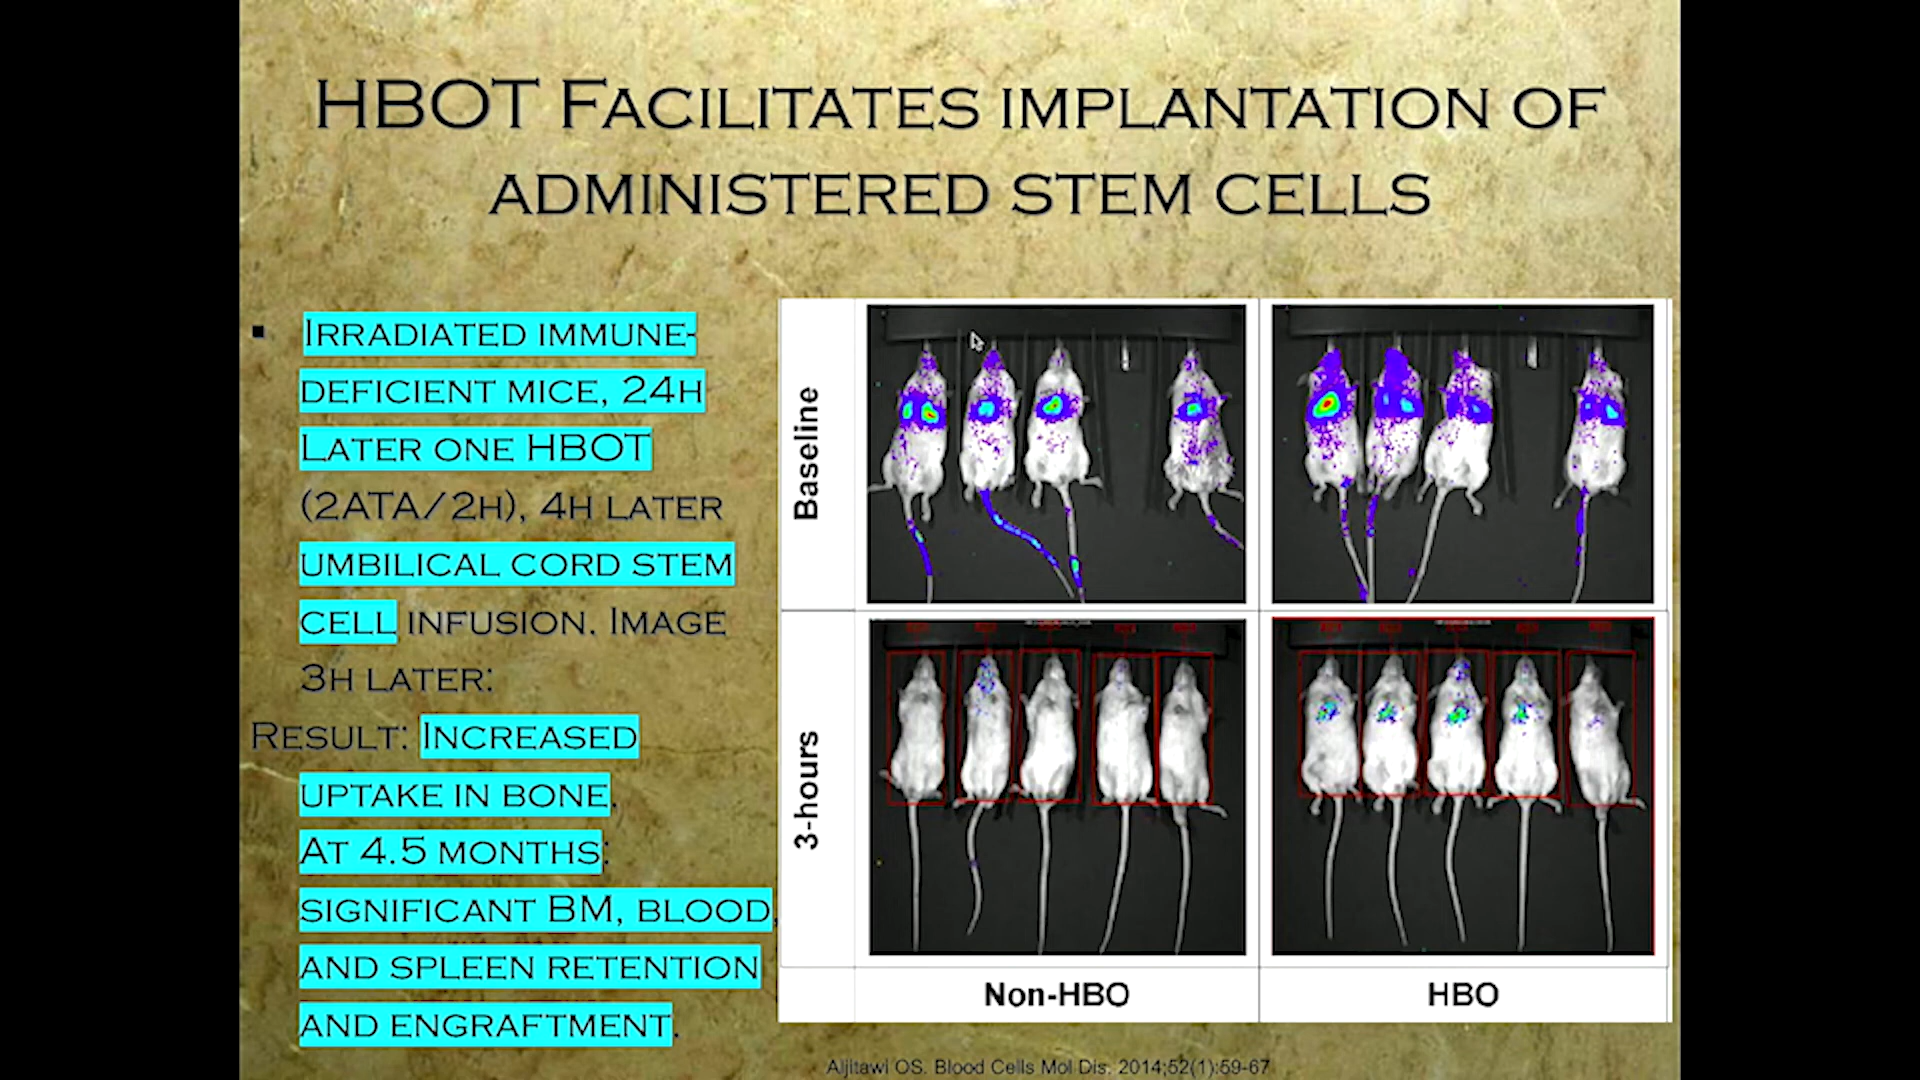 HBOT Facilitates implantation of
administered stem cells
▪ Irradiated immune-
deficient mice, 24h
Later one HBOT
(2ATA/2h), 4h later
umbilical cord stem
cell infusion. Image
3h later:
Result: Increased
uptake in bone.
At 4.5 months:
significant BM, blood,
and spleen retention
and engraftment.
Baseline
3-hours
Non-HBO
HBO
Aljitawi OS. Blood Cells Mol Dis. 2014;52(1):59-67